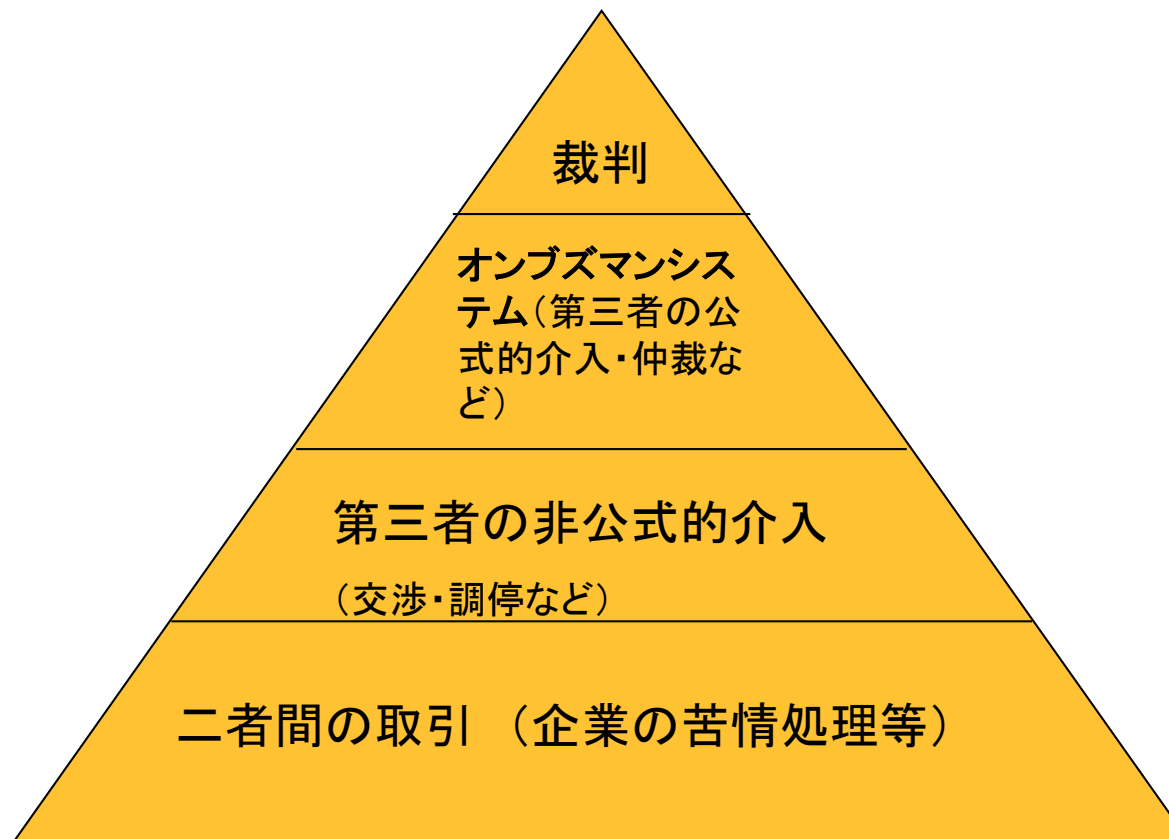 裁判
オンブズマンシス
テム（第三者の公
式的介入・仲裁な
ど）
第三者の非公式的介入
（交渉・調停など）
二者間の取引 （企業の苦情処理等）